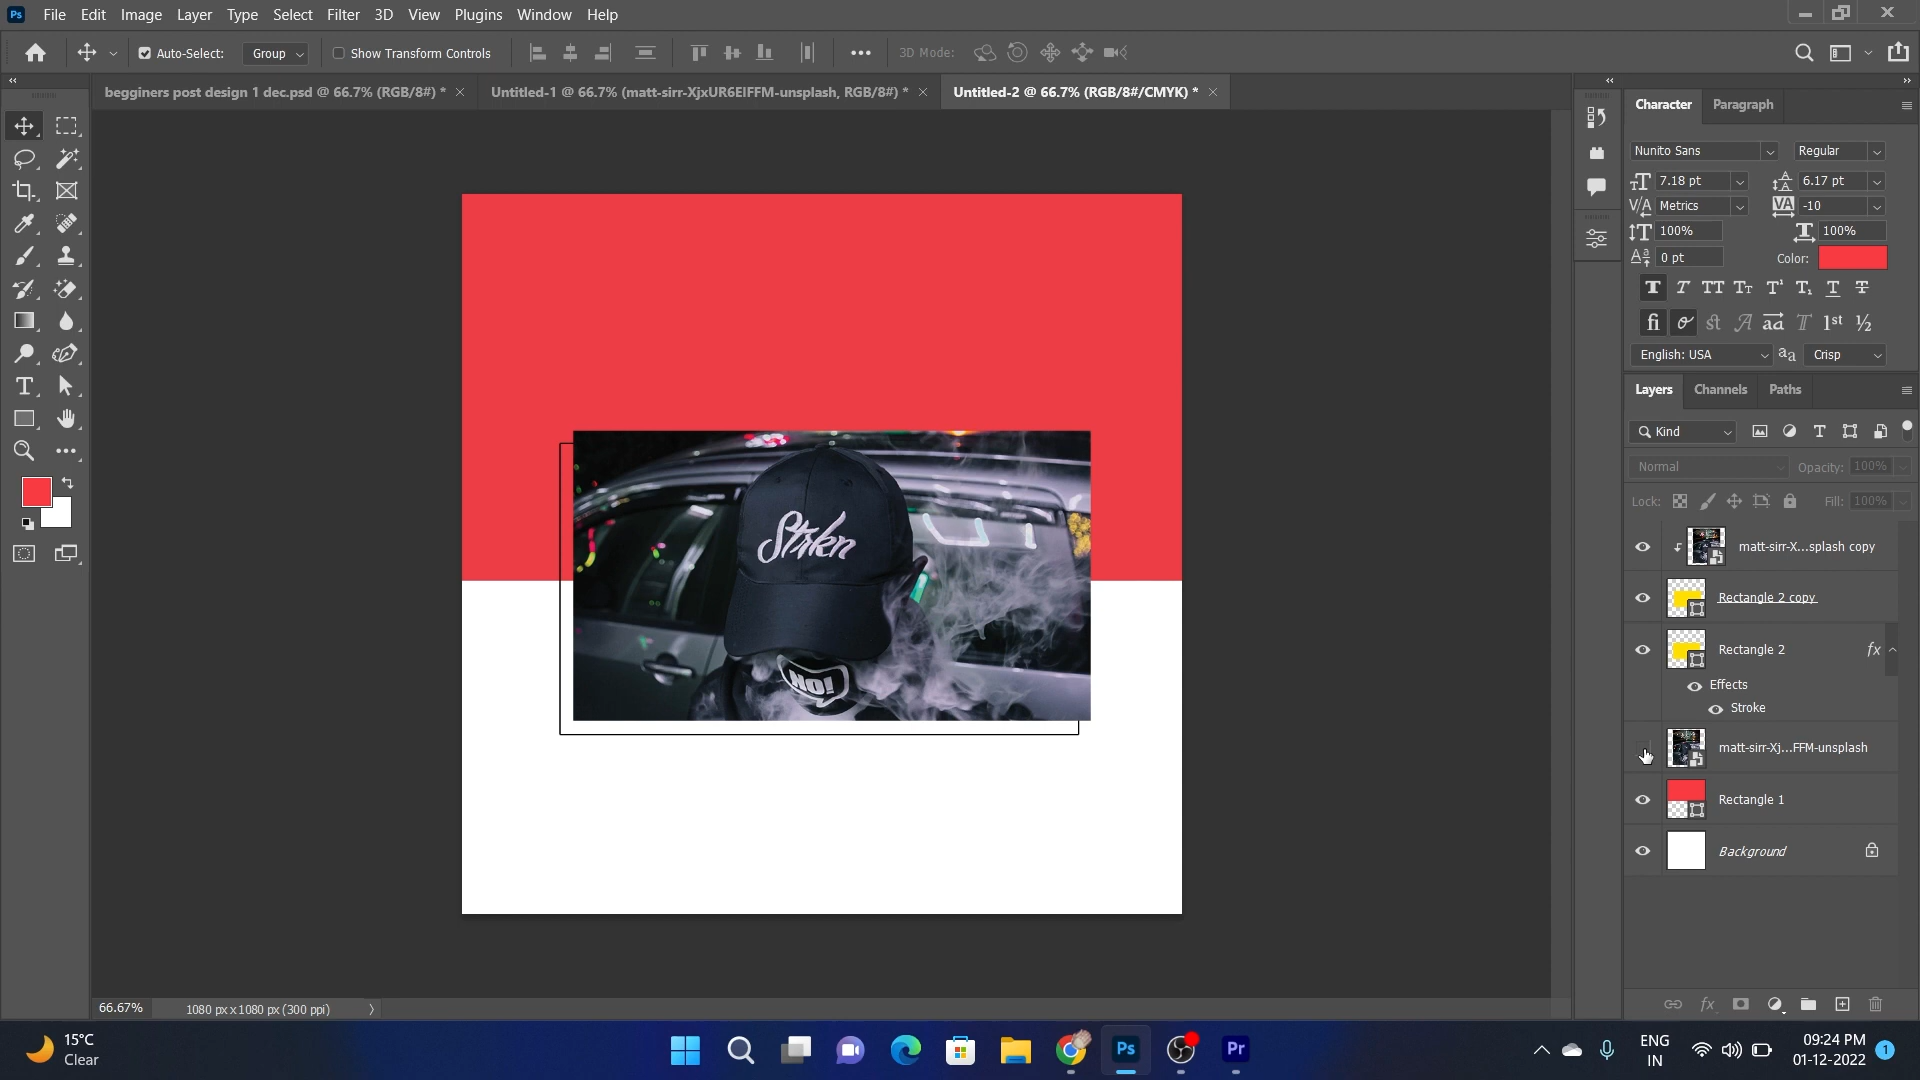 Ps File Edit Image Layer Type Select Filter 3D View Plugins Window Help
Auto-Select: Group Show Transform Controls 3D Mode:
begginers post design 1 dec.psd @ 66.7% (RGB/8#) * Untitled-1 @ 66.7% (matt-sirr-XjxUR6EIFFM-unsplash, RGB/8#) * Untitled-2 @ 66.7% (RGB/8#/CMYK) *
Character Paragraph
Nunito Sans Regular
7.18 pt 6.17 pt
Metrics -10
100% 100%
0 pt Color:
English: USA Crisp
Layers Channels Paths
Kind
Normal Opacity: 100%
Lock: Fill: 100%
matt-sirr-X...splash copy
Rectangle 2 copy
Rectangle 2 fx
Effects
Stroke
matt-sirr-Xj...FFM-unsplash
Rectangle 1
Background
Strkn
NO!
66.67% 1080 px x 1080 px (300 ppi)
15°C
Clear
Ps Pr
ENG
IN
09:24 PM
01-12-2022 1